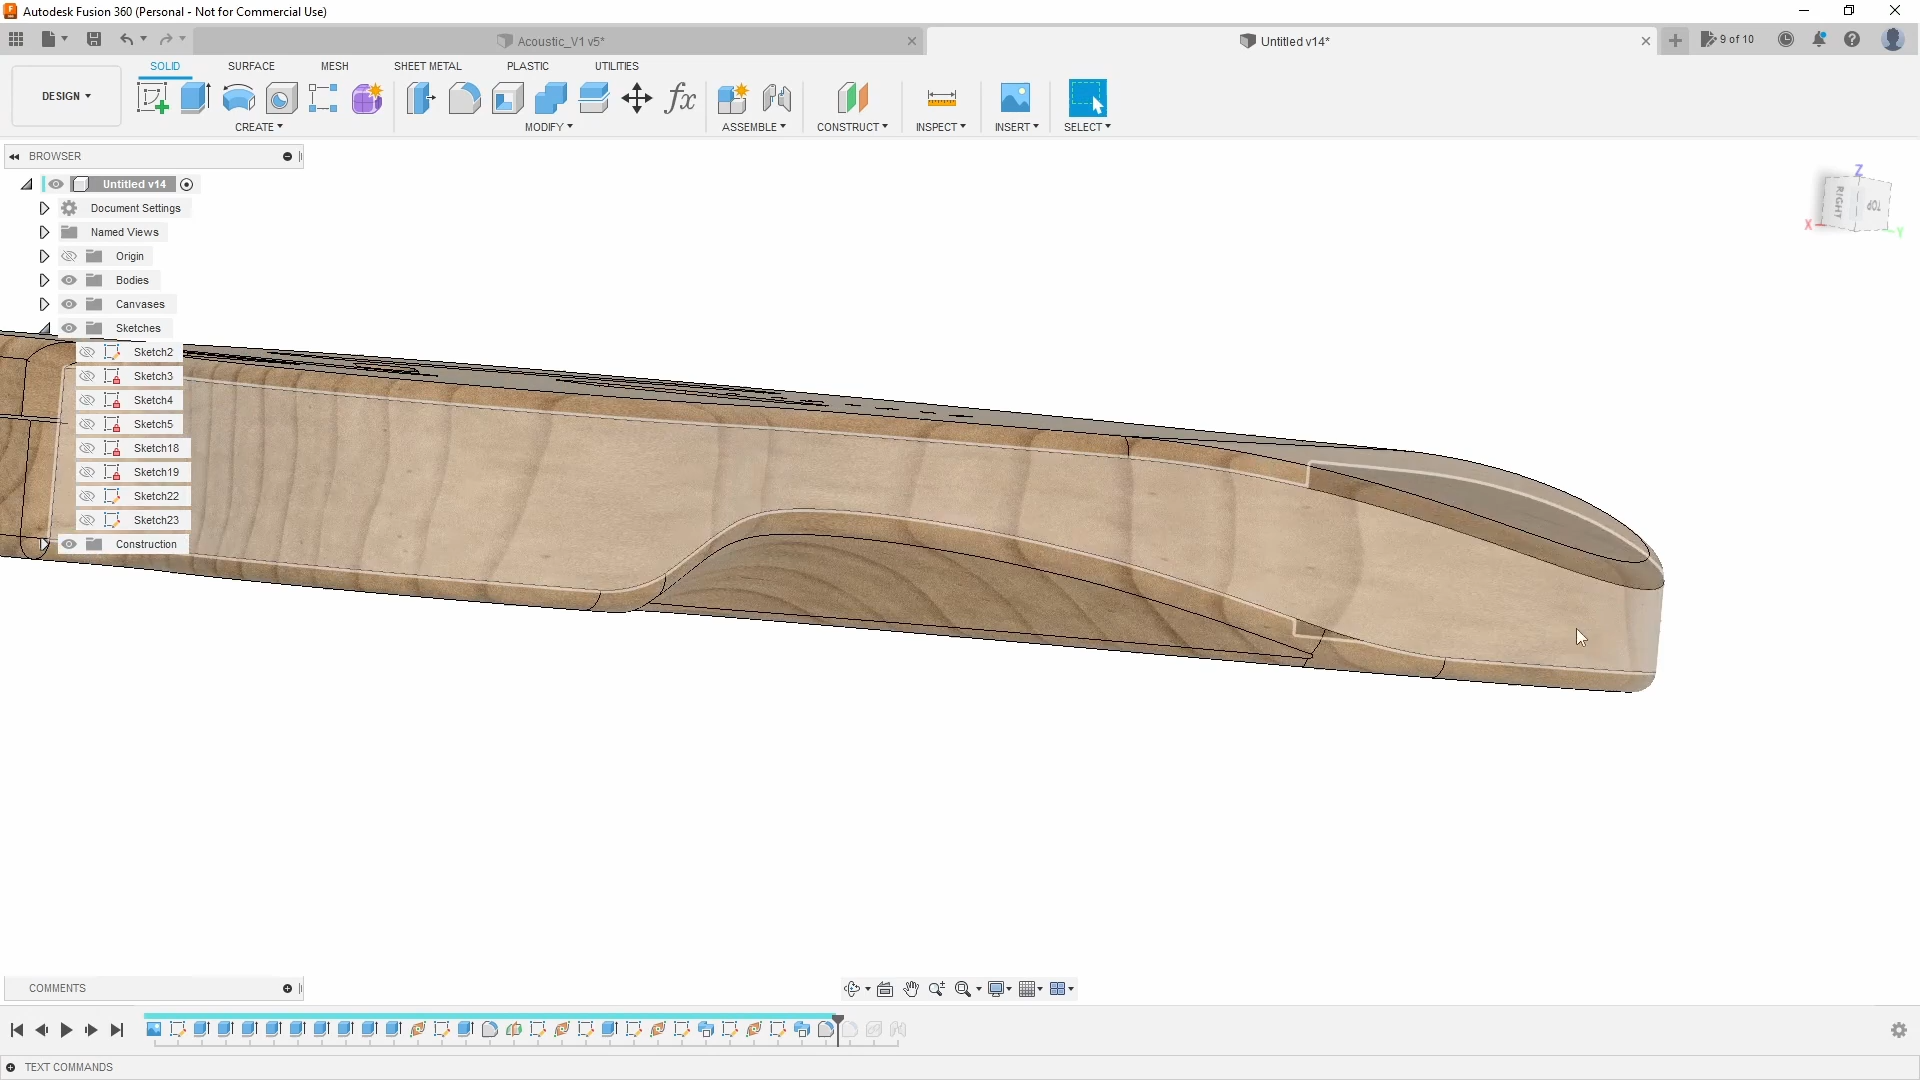 Autodesk Fusion 360 (Personal - Not for Commercial Use)
Acoustic_V1 v5*
Untitled v14*
9 of 10
DESIGN
SOLID
SURFACE
MESH
SHEET METAL
PLASTIC
UTILITIES
fx
CREATE
MODIFY
ASSEMBLE
CONSTRUCT
INSPECT
INSERT
SELECT
BROWSER
Untitled v14
Document Settings
Named Views
Origin
Bodies
Canvases
Sketches
Sketch2
Sketch3
Sketch4
Sketch5
Sketch18
Sketch19
Sketch22
Sketch23
Construction
Z
RIGHT
TOP
X
Y
COMMENTS
TEXT COMMANDS